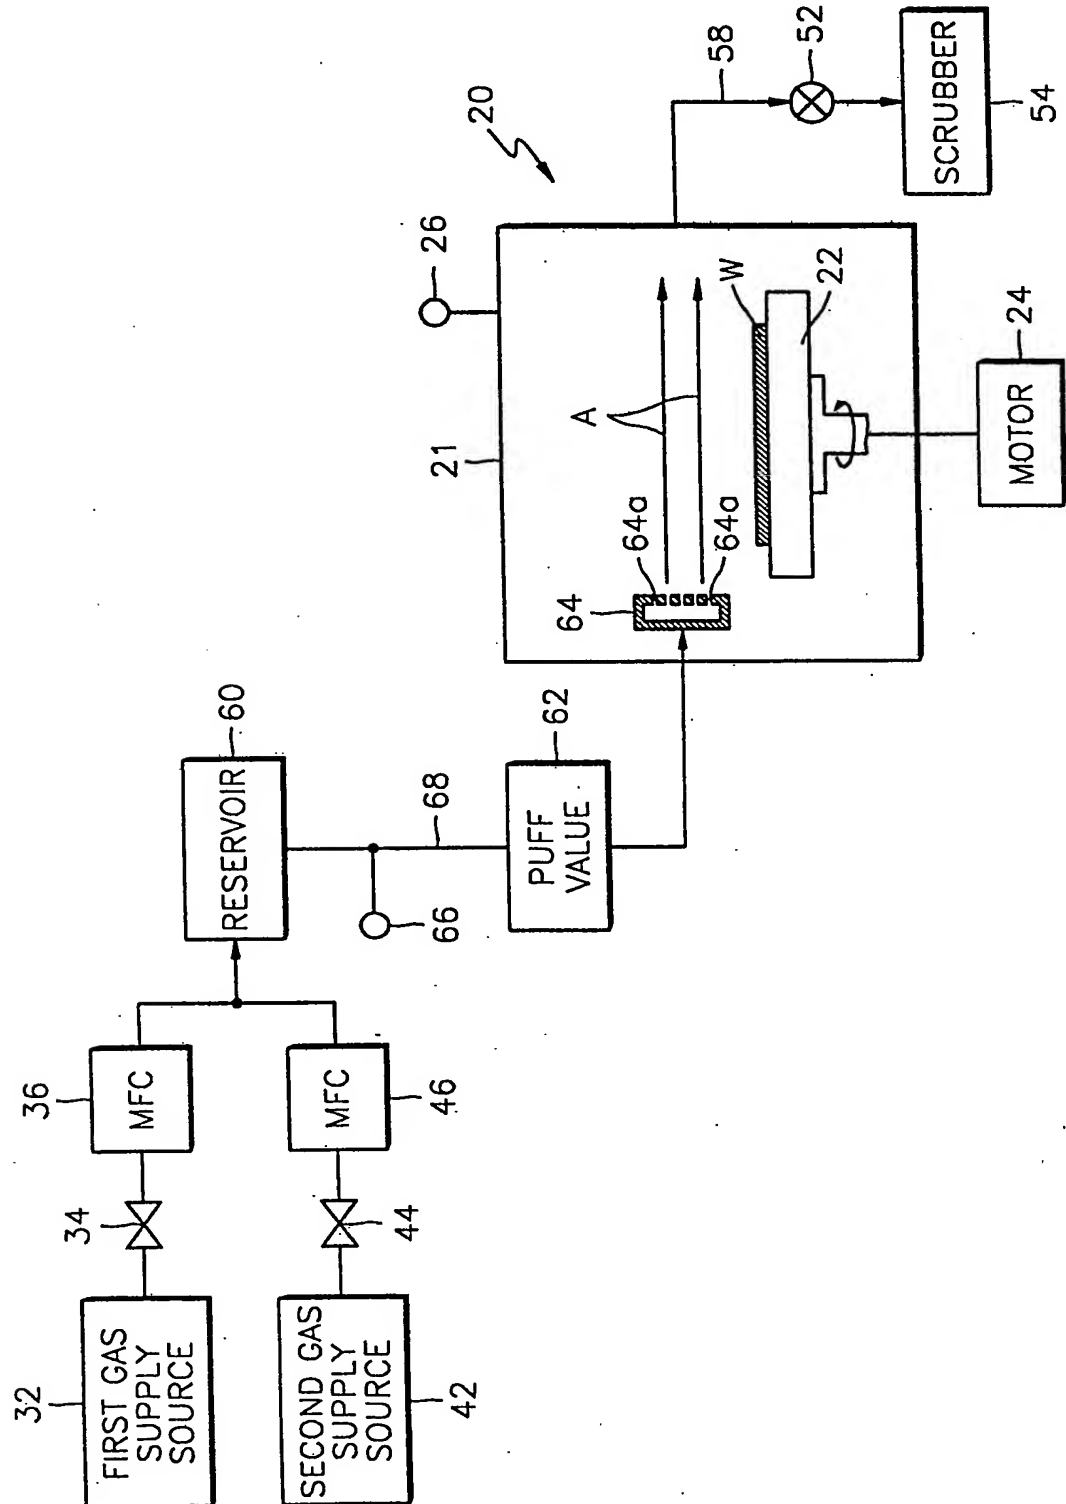 32
FIRST GAS
SUPPLY
SOURCE
34
36
MFC
SECOND GAS
SUPPLY
SOURCE
42
44
MFC
46
RESERVOIR
60
66
68
PUFF
VALUE
62
64
64a
64a
21
A
26
20
W
22
MOTOR
24
58
52
SCRUBBER
54